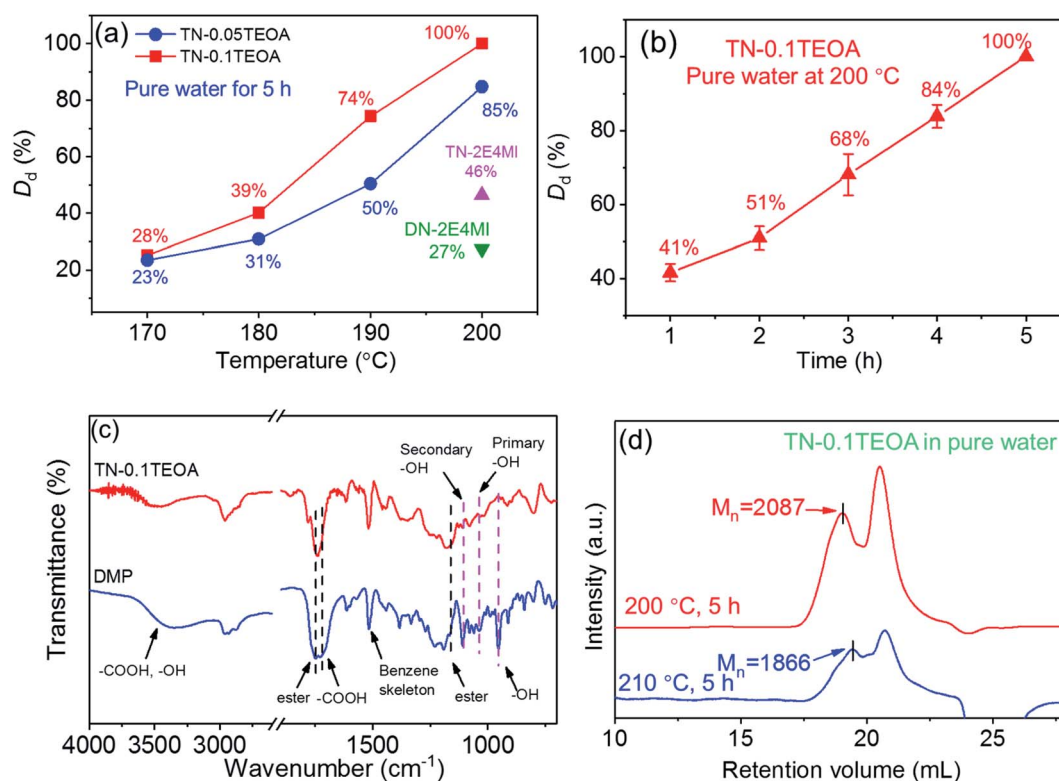 (a)
TN-0.05TEOA
TN-0.1TEOA
Pure water for 5 h
100%
74%
85%
39%
50%
28%
31%
23%
TN-2E4MI
46%
DN-2E4MI
27%
100
80
60
40
20
D_d (%)
170 180 190 200
Temperature (°C)
(b)
TN-0.1TEOA
Pure water at 200 °C
100%
84%
68%
51%
41%
100
80
60
40
D_d (%)
1 2 3 4 5
Time (h)
(c)
TN-0.1TEOA
DMP
Secondary
-OH
Primary
-OH
-COOH, -OH
ester
-COOH
Benzene
skeleton
ester
-OH
Transmittance (%)
4000 3000 1500 1000
Wavenumber (cm⁻¹)
(d)
TN-0.1TEOA in pure water
Mₙ=2087
200 °C, 5 h
Mₙ=1866
210 °C, 5 h
Intensity (a.u.)
10 15 20 25
Retention volume (mL)